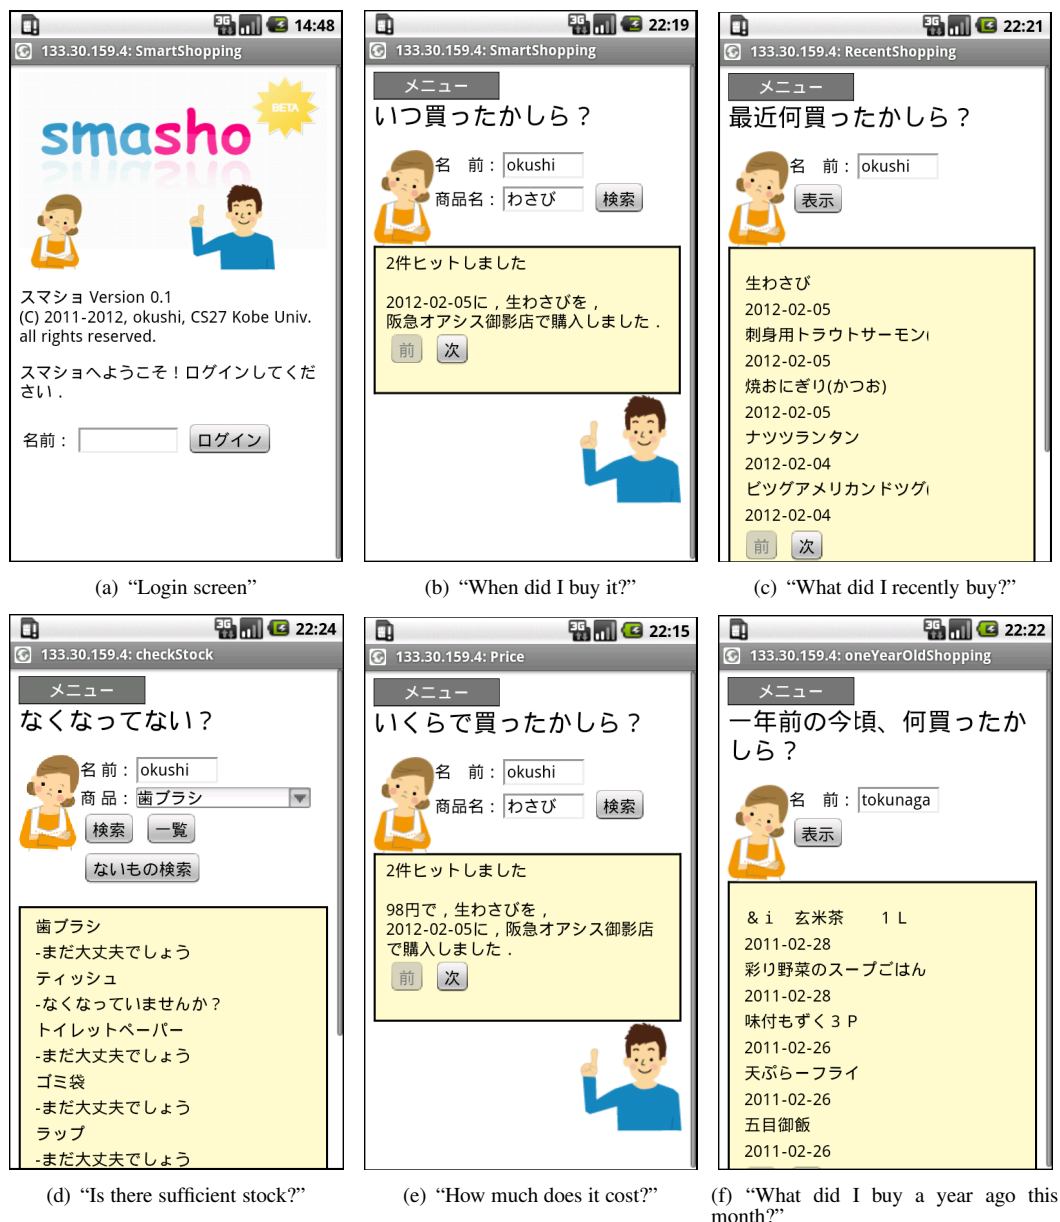 14:48
133.30.159.4: SmartShopping
BETA
smasho
スマショ Version 0.1
(C) 2011-2012, okushi, CS27 Kobe Univ.
all rights reserved.
スマショへようこそ！ログインしてくだ
さい．
名前： ログイン
(a) “Login screen”
22:19
133.30.159.4: SmartShopping
メニュー
いつ買ったかしら？
名　前： okushi
商品名： わさび 検索
2件ヒットしました
2012-02-05に，生わさびを，
阪急オアシス御影店で購入しました．
前 次
(b) “When did I buy it?”
22:21
133.30.159.4: RecentShopping
メニュー
最近何買ったかしら？
名　前： okushi
表示
生わさび
2012-02-05
刺身用トラウトサーモン(
2012-02-05
焼おにぎり(かつお)
2012-02-05
ナツツランタン
2012-02-04
ビツグアメリカンドツグ(
2012-02-04
前 次
(c) “What did I recently buy?”
22:24
133.30.159.4: checkStock
メニュー
なくなってない？
名 前： okushi
商 品： 歯ブラシ
検索 一覧
ないもの検索
歯ブラシ
-まだ大丈夫でしょう
ティッシュ
-なくなっていませんか？
トイレットペーパー
-まだ大丈夫でしょう
ゴミ袋
-まだ大丈夫でしょう
ラップ
-まだ大丈夫でしょう
(d) “Is there sufficient stock?”
22:15
133.30.159.4: Price
メニュー
いくらで買ったかしら？
名　前： okushi
商品名： わさび 検索
2件ヒットしました
98円で，生わさびを，
2012-02-05に，阪急オアシス御影店
で購入しました．
前 次
(e) “How much does it cost?”
22:22
133.30.159.4: oneYearOldShopping
メニュー
一年前の今頃、何買ったか
しら？
名　前： tokunaga
表示
＆ｉ　玄米茶　　１Ｌ
2011-02-28
彩り野菜のスープごはん
2011-02-28
味付もずく３Ｐ
2011-02-26
天ぷらーフライ
2011-02-26
五目御飯
2011-02-26
(f) “What did I buy a year ago this
month?”